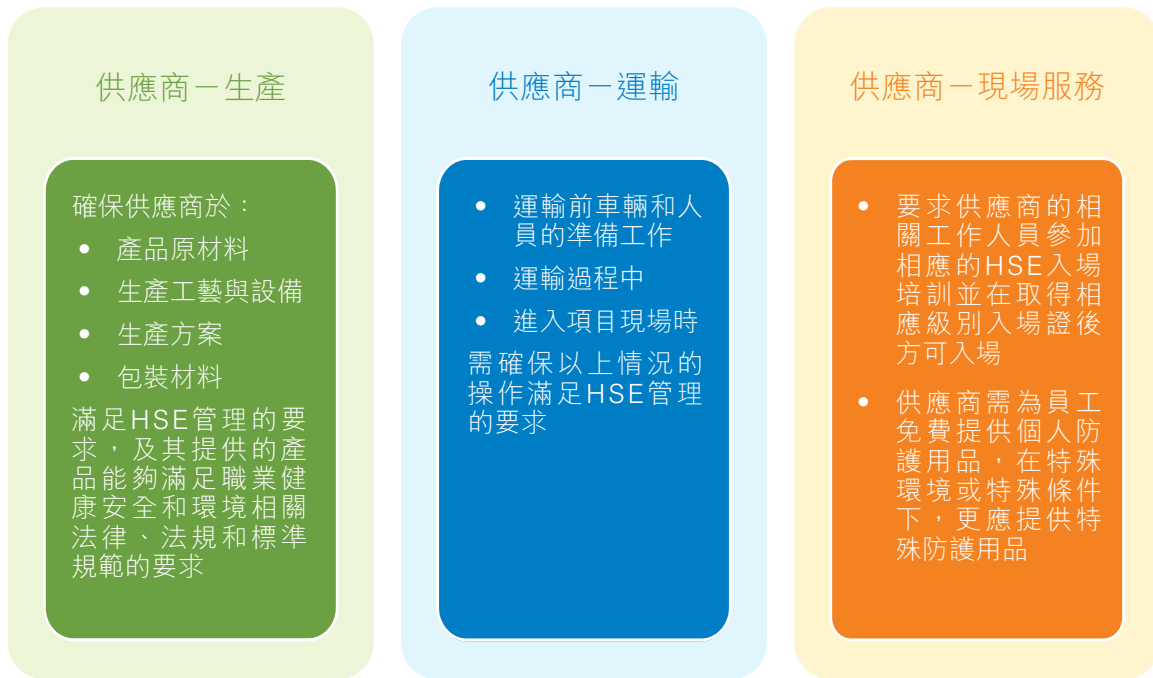 供應商－生產
確保供應商於：
• 產品原材料
• 生產工藝與設備
• 生產方案
• 包裝材料
滿足HSE管理的要
求，及其提供的產
品能夠滿足職業健
康安全和環境相關
法律、法規和標準
規範的要求
供應商－運輸
• 運輸前車輛和人
員的準備工作
• 運輸過程中
• 進入項目現場時
需確保以上情況的
操作滿足HSE管理
的要求
供應商－現場服務
• 要求供應商的相
關工作人員參加
相應的HSE入場
培訓並在取得相
應級別入場證後
方可入場
• 供應商需為員工
免費提供個人防
護用品，在特殊
環境或特殊條件
下，更應提供特
殊防護用品